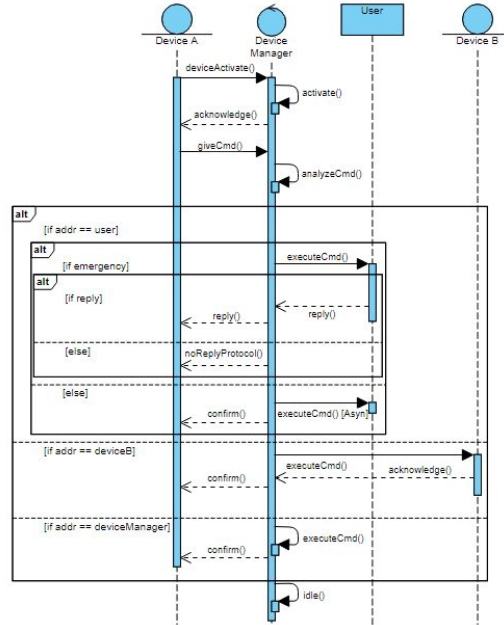 Device A
Device
Manager
User
Device B
deviceActivate()
activate()
acknowledge()
giveCmd()
analyzeCmd()
alt
[if addr == user]
alt
[if emergency]
executeCmd()
alt
[if reply]
reply()
reply()
[else]
noReplyProtocol()
[else]
confirm()
executeCmd() [Asyn]
[if addr == deviceB]
executeCmd()
acknowledge()
confirm()
[if addr == deviceManager]
executeCmd()
confirm()
idle()